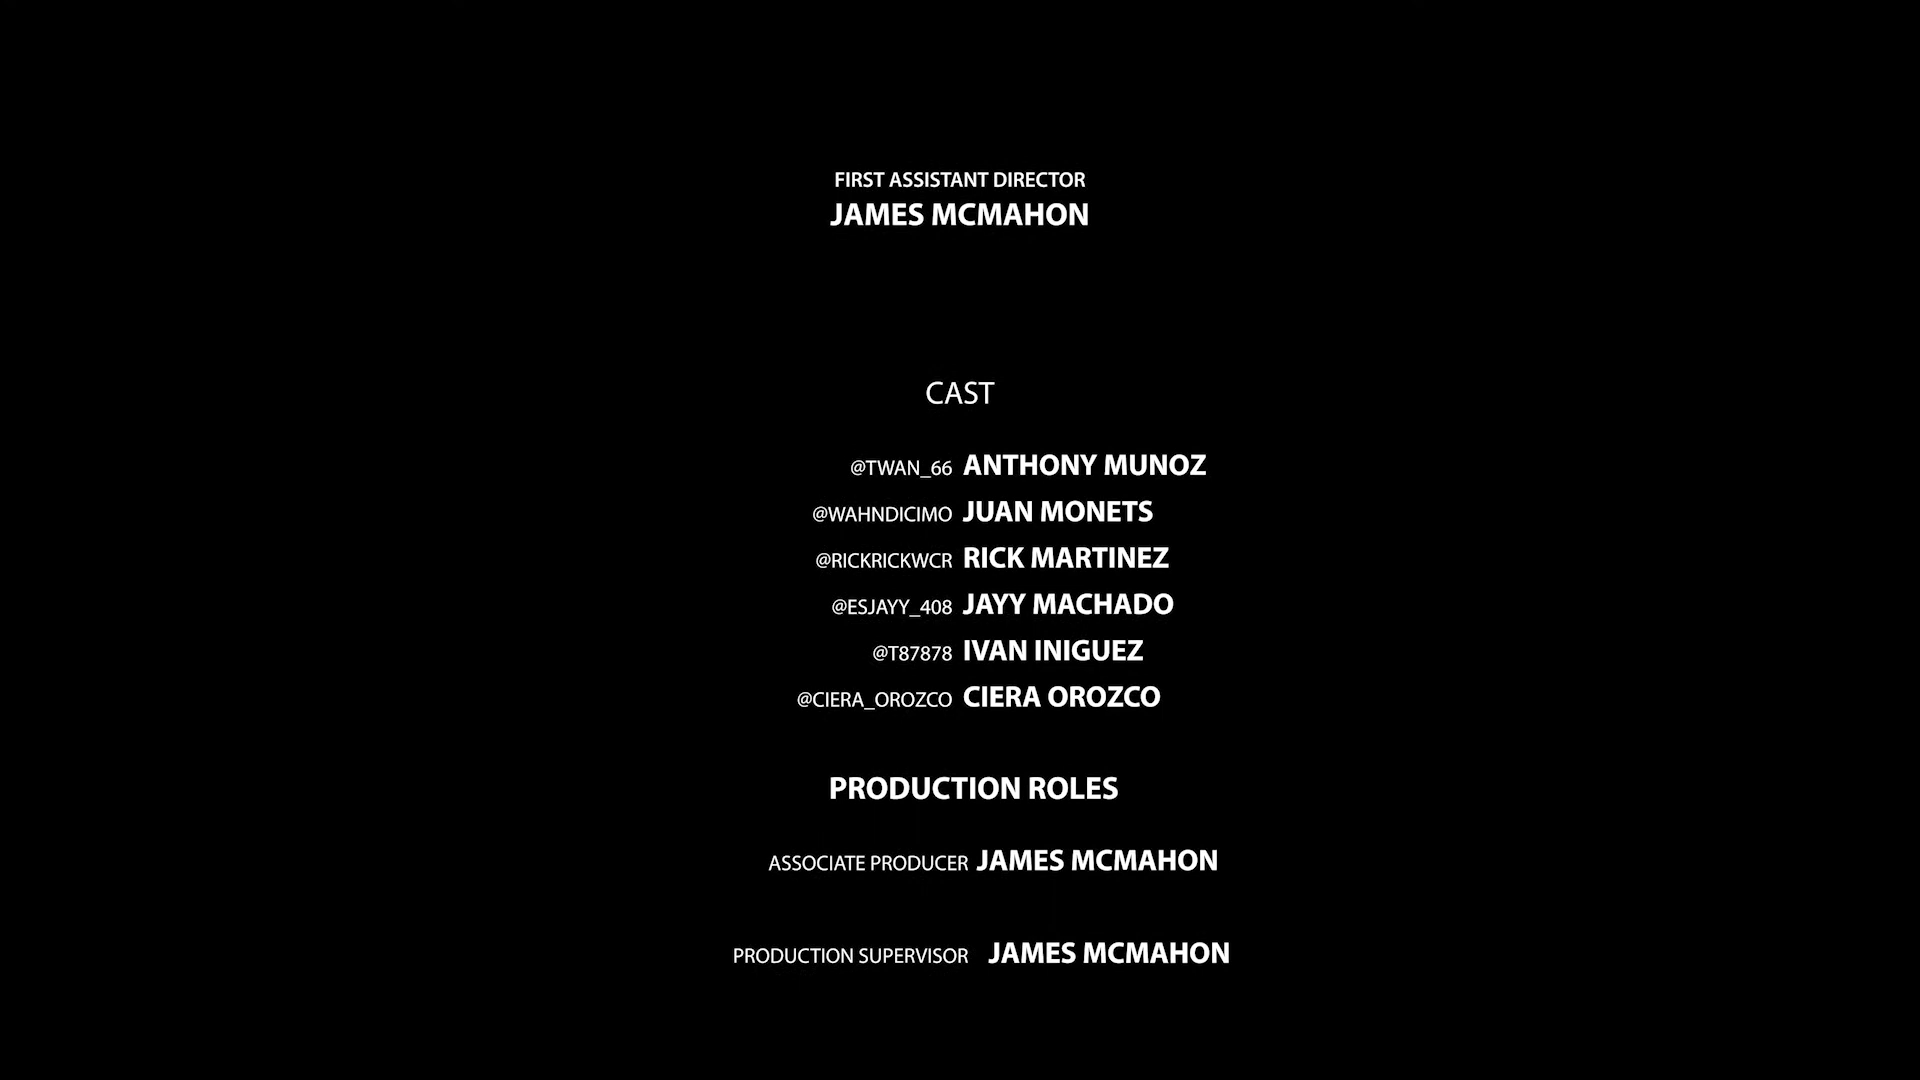 FIRST ASSISTANT DIRECTOR
JAMES MCMAHON
CAST
@TWAN_66 ANTHONY MUNOZ
@WAHNDICIMO JUAN MONETS
@RICKRICKWCR RICK MARTINEZ
@ESJAYY_408 JAYY MACHADO
@T87878 IVAN INIGUEZ
@CIERA_OROZCO CIERA OROZCO
PRODUCTION ROLES
ASSOCIATE PRODUCER JAMES MCMAHON
PRODUCTION SUPERVISOR JAMES MCMAHON